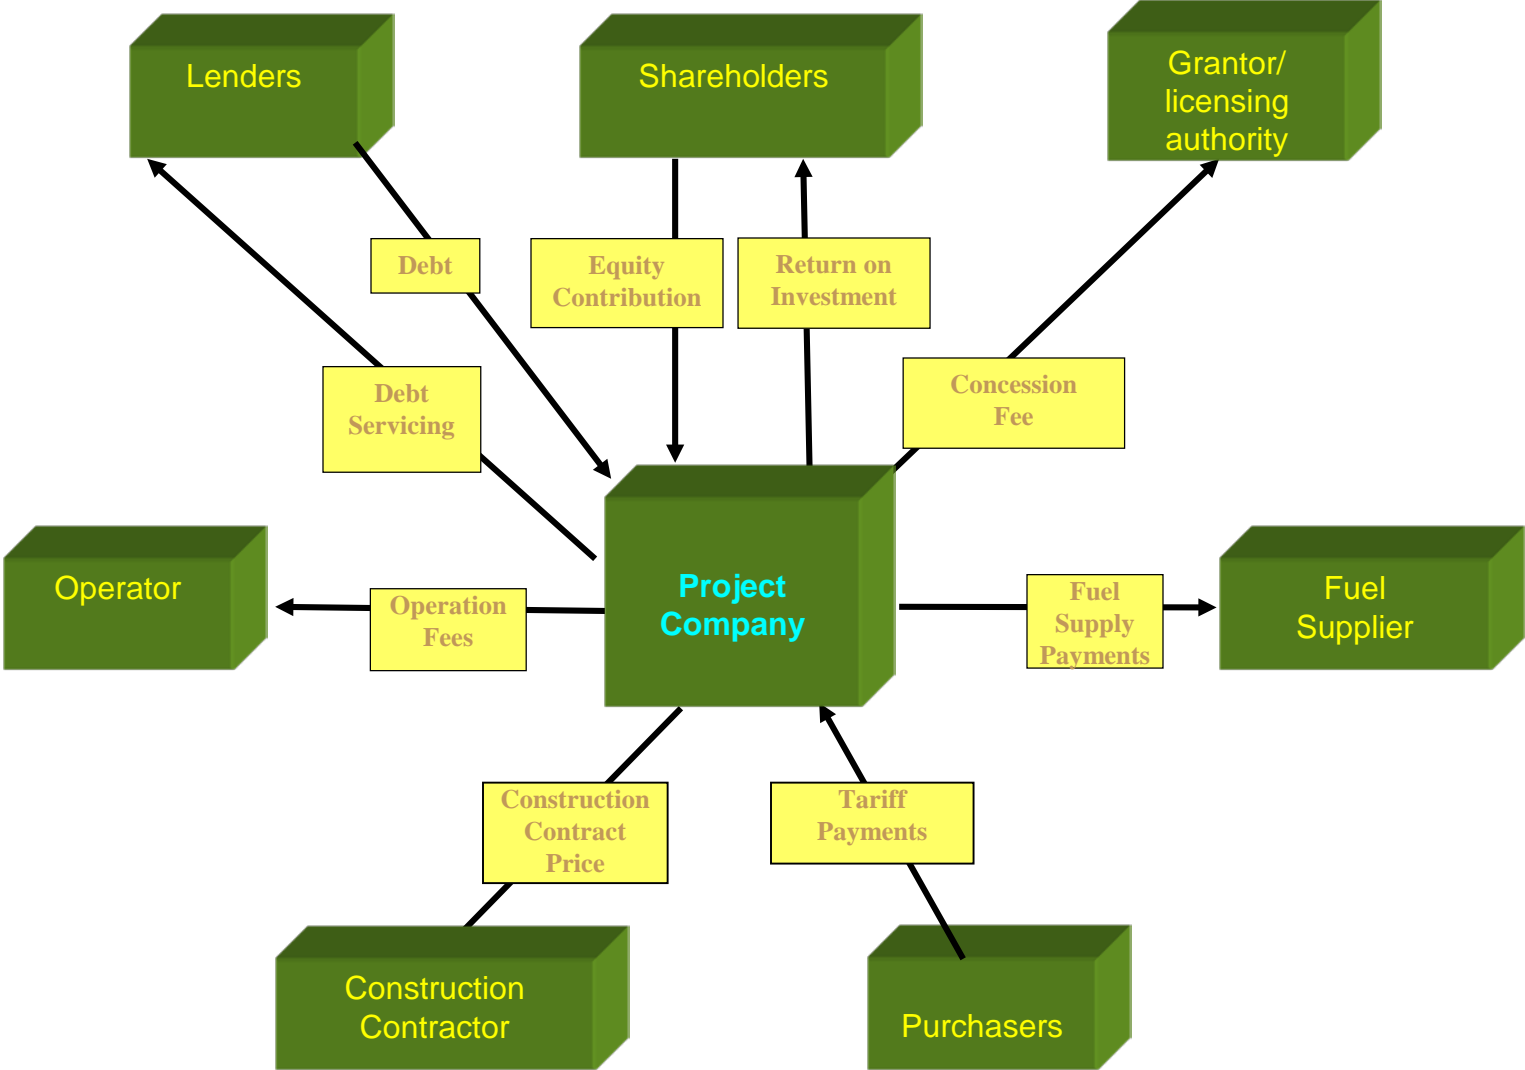 Lenders
Shareholders
Grantor/
licensing
authority
Debt
Equity
Contribution
Return on
Investment
Debt
Servicing
Concession
Fee
Operator
Operation
Fees
Project
Company
Fuel
Supply
Payments
Fuel
Supplier
Construction
Contract
Price
Tariff
Payments
Construction
Contractor
Purchasers